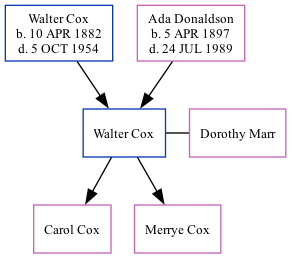 Walter Cox
b. 10 APR 1882
d. 5 OCT 1954
Ada Donaldson
b. 5 APR 1897
d. 24 JUL 1989
Walter Cox
Dorothy Marr
Carol Cox
Merrye Cox